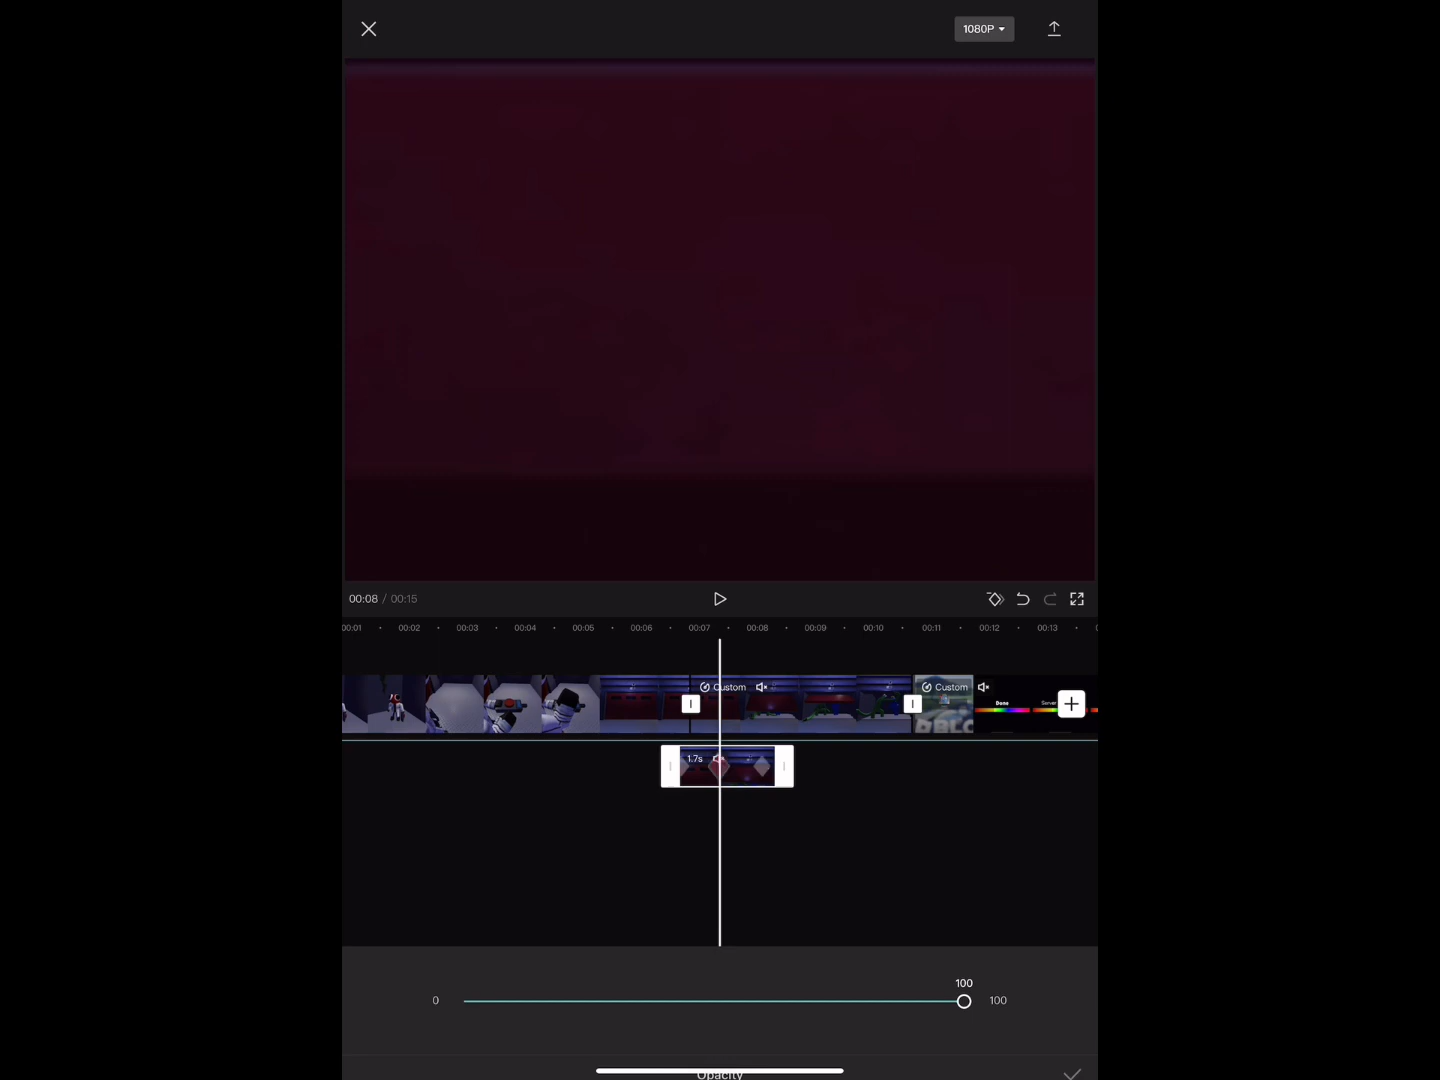 1080P
00:08 / 00:15
00:01 00:02 00:03 00:04 00:05 00:06 00:07 00:08 00:09 00:10 00:11 00:12 00:13
Custom Custom
Done Server
1.7s
100
0 100
Opacity